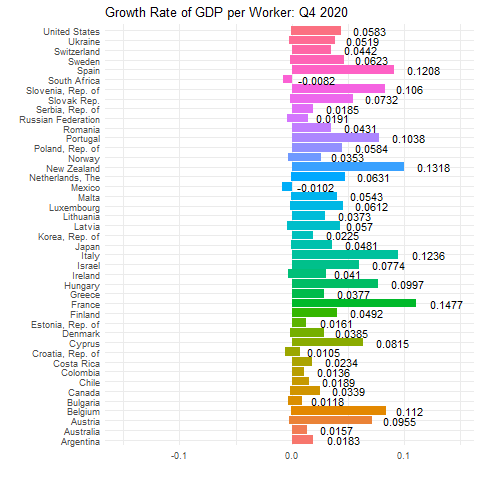 Growth Rate of GDP per Worker: Q4 2020
United States 0.0583
Ukraine 0.0519
Switzerland 0.0442
Sweden 0.0623
Spain 0.1208
South Africa -0.0082
Slovenia, Rep. of 0.106
Slovak Rep. 0.0732
Serbia, Rep. of 0.0185
Russian Federation 0.0191
Romania 0.0431
Portugal 0.1038
Poland, Rep. of 0.0584
Norway 0.0353
New Zealand 0.1318
Netherlands, The 0.0631
Mexico -0.0102
Malta 0.0543
Luxembourg 0.0612
Lithuania 0.0373
Latvia 0.057
Korea, Rep. of 0.0225
Japan 0.0481
Italy 0.1236
Israel 0.0774
Ireland 0.041
Hungary 0.0997
Greece 0.0377
France 0.1477
Finland 0.0492
Estonia, Rep. of 0.0161
Denmark 0.0385
Cyprus 0.0815
Croatia, Rep. of 0.0105
Costa Rica 0.0234
Colombia 0.0136
Chile 0.0189
Canada 0.0339
Bulgaria 0.0118
Belgium 0.112
Austria 0.0955
Australia 0.0157
Argentina 0.0183
-0.1 0.0 0.1